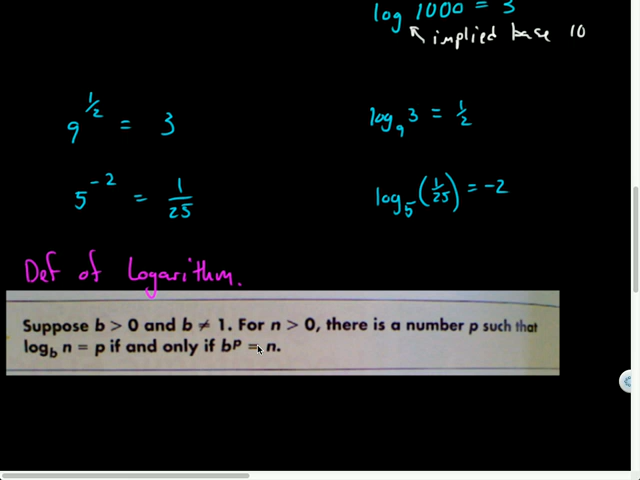 log 1000 = 3
implied base 10
9^{1/2} = 3
log_9 3 = 1/2
5^{-2} = 1/25
log_5 (1/25) = -2
Def of Logarithm.
Suppose b > 0 and b ≠ 1. For n > 0, there is a number p such that
log_b n = p if and only if b^p = n.